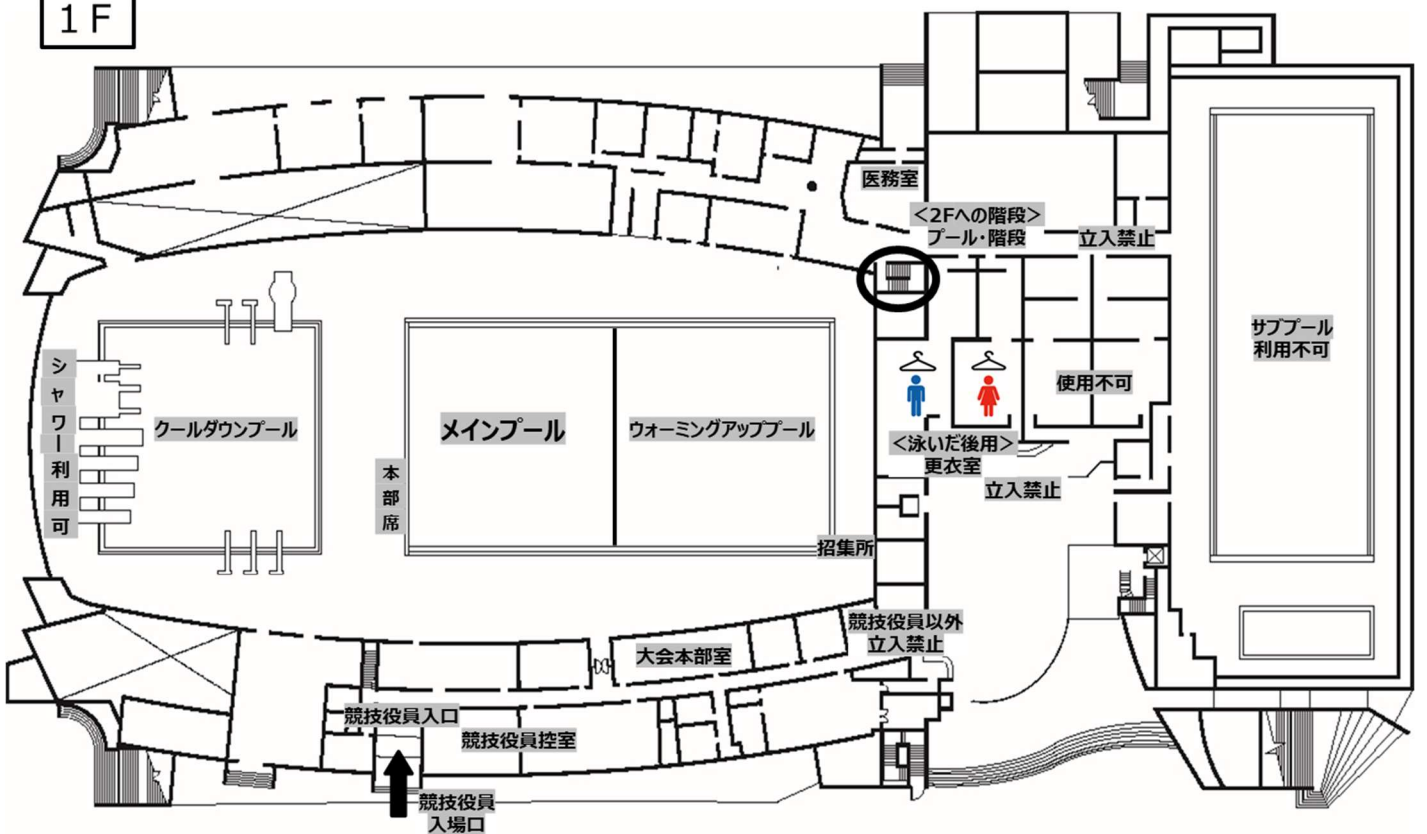 1F
医務室
<2Fへの階段>
プール・階段
立入禁止
サブプール
利用不可
使用不可
シャワー利用可
クールダウンプール
メインプール
ウォーミングアッププール
<泳いだ後用>
更衣室
本部席
立入禁止
招集所
競技役員以外
立入禁止
大会本部室
競技役員入口
競技役員控室
競技役員
入場口